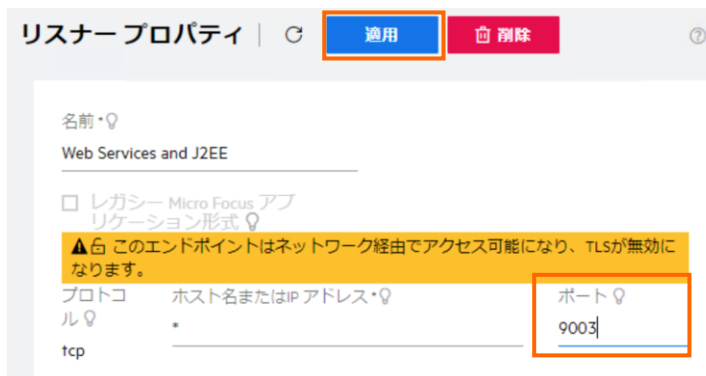 リスナー プロパティ
適用
削除
名前 *
Web Services and J2EE
レガシー Micro Focus アプ
リケーション形式
このエンドポイントはネットワーク経由でアクセス可能になり、TLSが無効に
なります。
プロトコ
ル
ホスト名またはIP アドレス *
ポート
*
9003
tcp